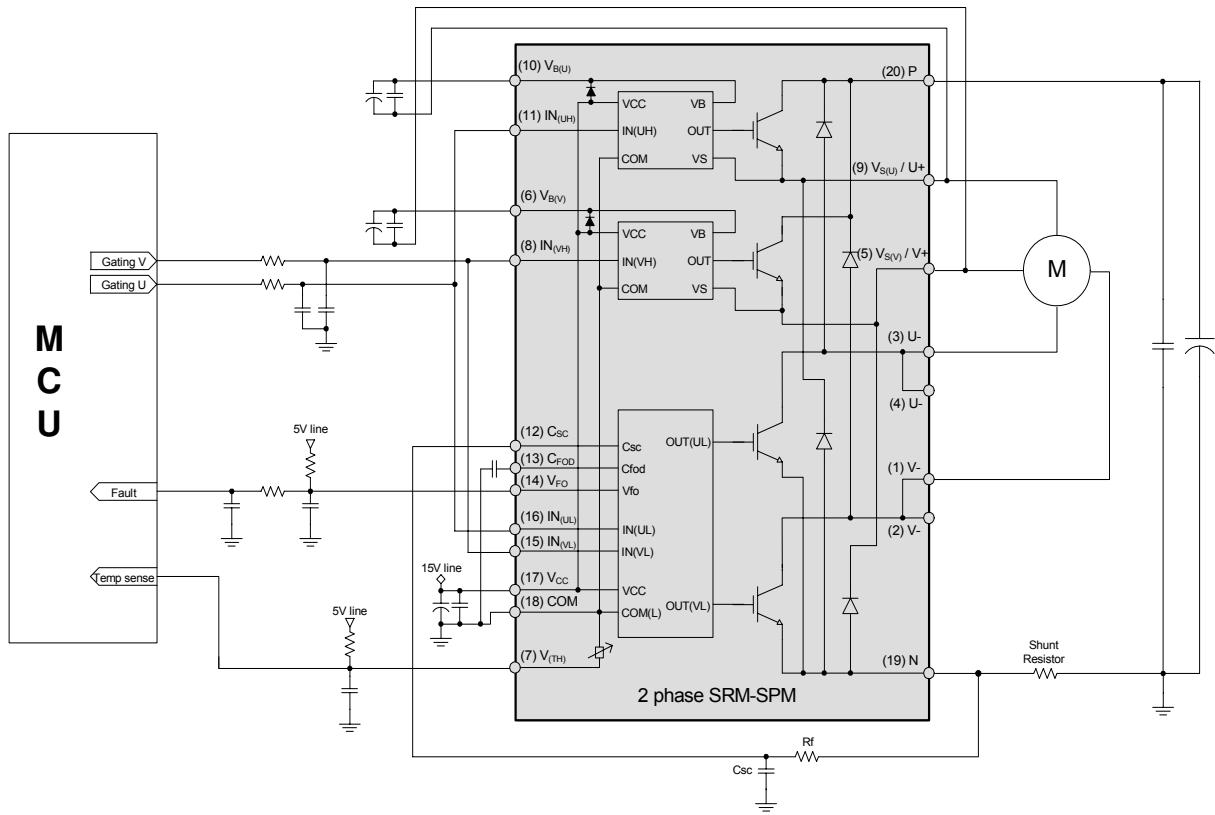 MCU
Gating V
Gating U
Fault
Temp sense
5V line
5V line
15V line
(10) VB(U)
(11) IN(UH)
(6) VB(V)
(8) IN(VH)
(12) CSC
(13) CFOD
(14) VFO
(16) IN(UL)
(15) IN(VL)
(17) VCC
(18) COM
(7) V(TH)
VCC
VB
IN(UH)
OUT
COM
VS
VCC
VB
IN(VH)
OUT
COM
VS
Csc
OUT(UL)
Cfod
Vfo
IN(UL)
IN(VL)
VCC
OUT(VL)
COM(L)
(20) P
(9) VS(U) / U+
(5) VS(V) / V+
(3) U-
(4) U-
(1) V-
(2) V-
(19) N
2 phase SRM-SPM
M
Shunt
Resistor
Rf
Csc